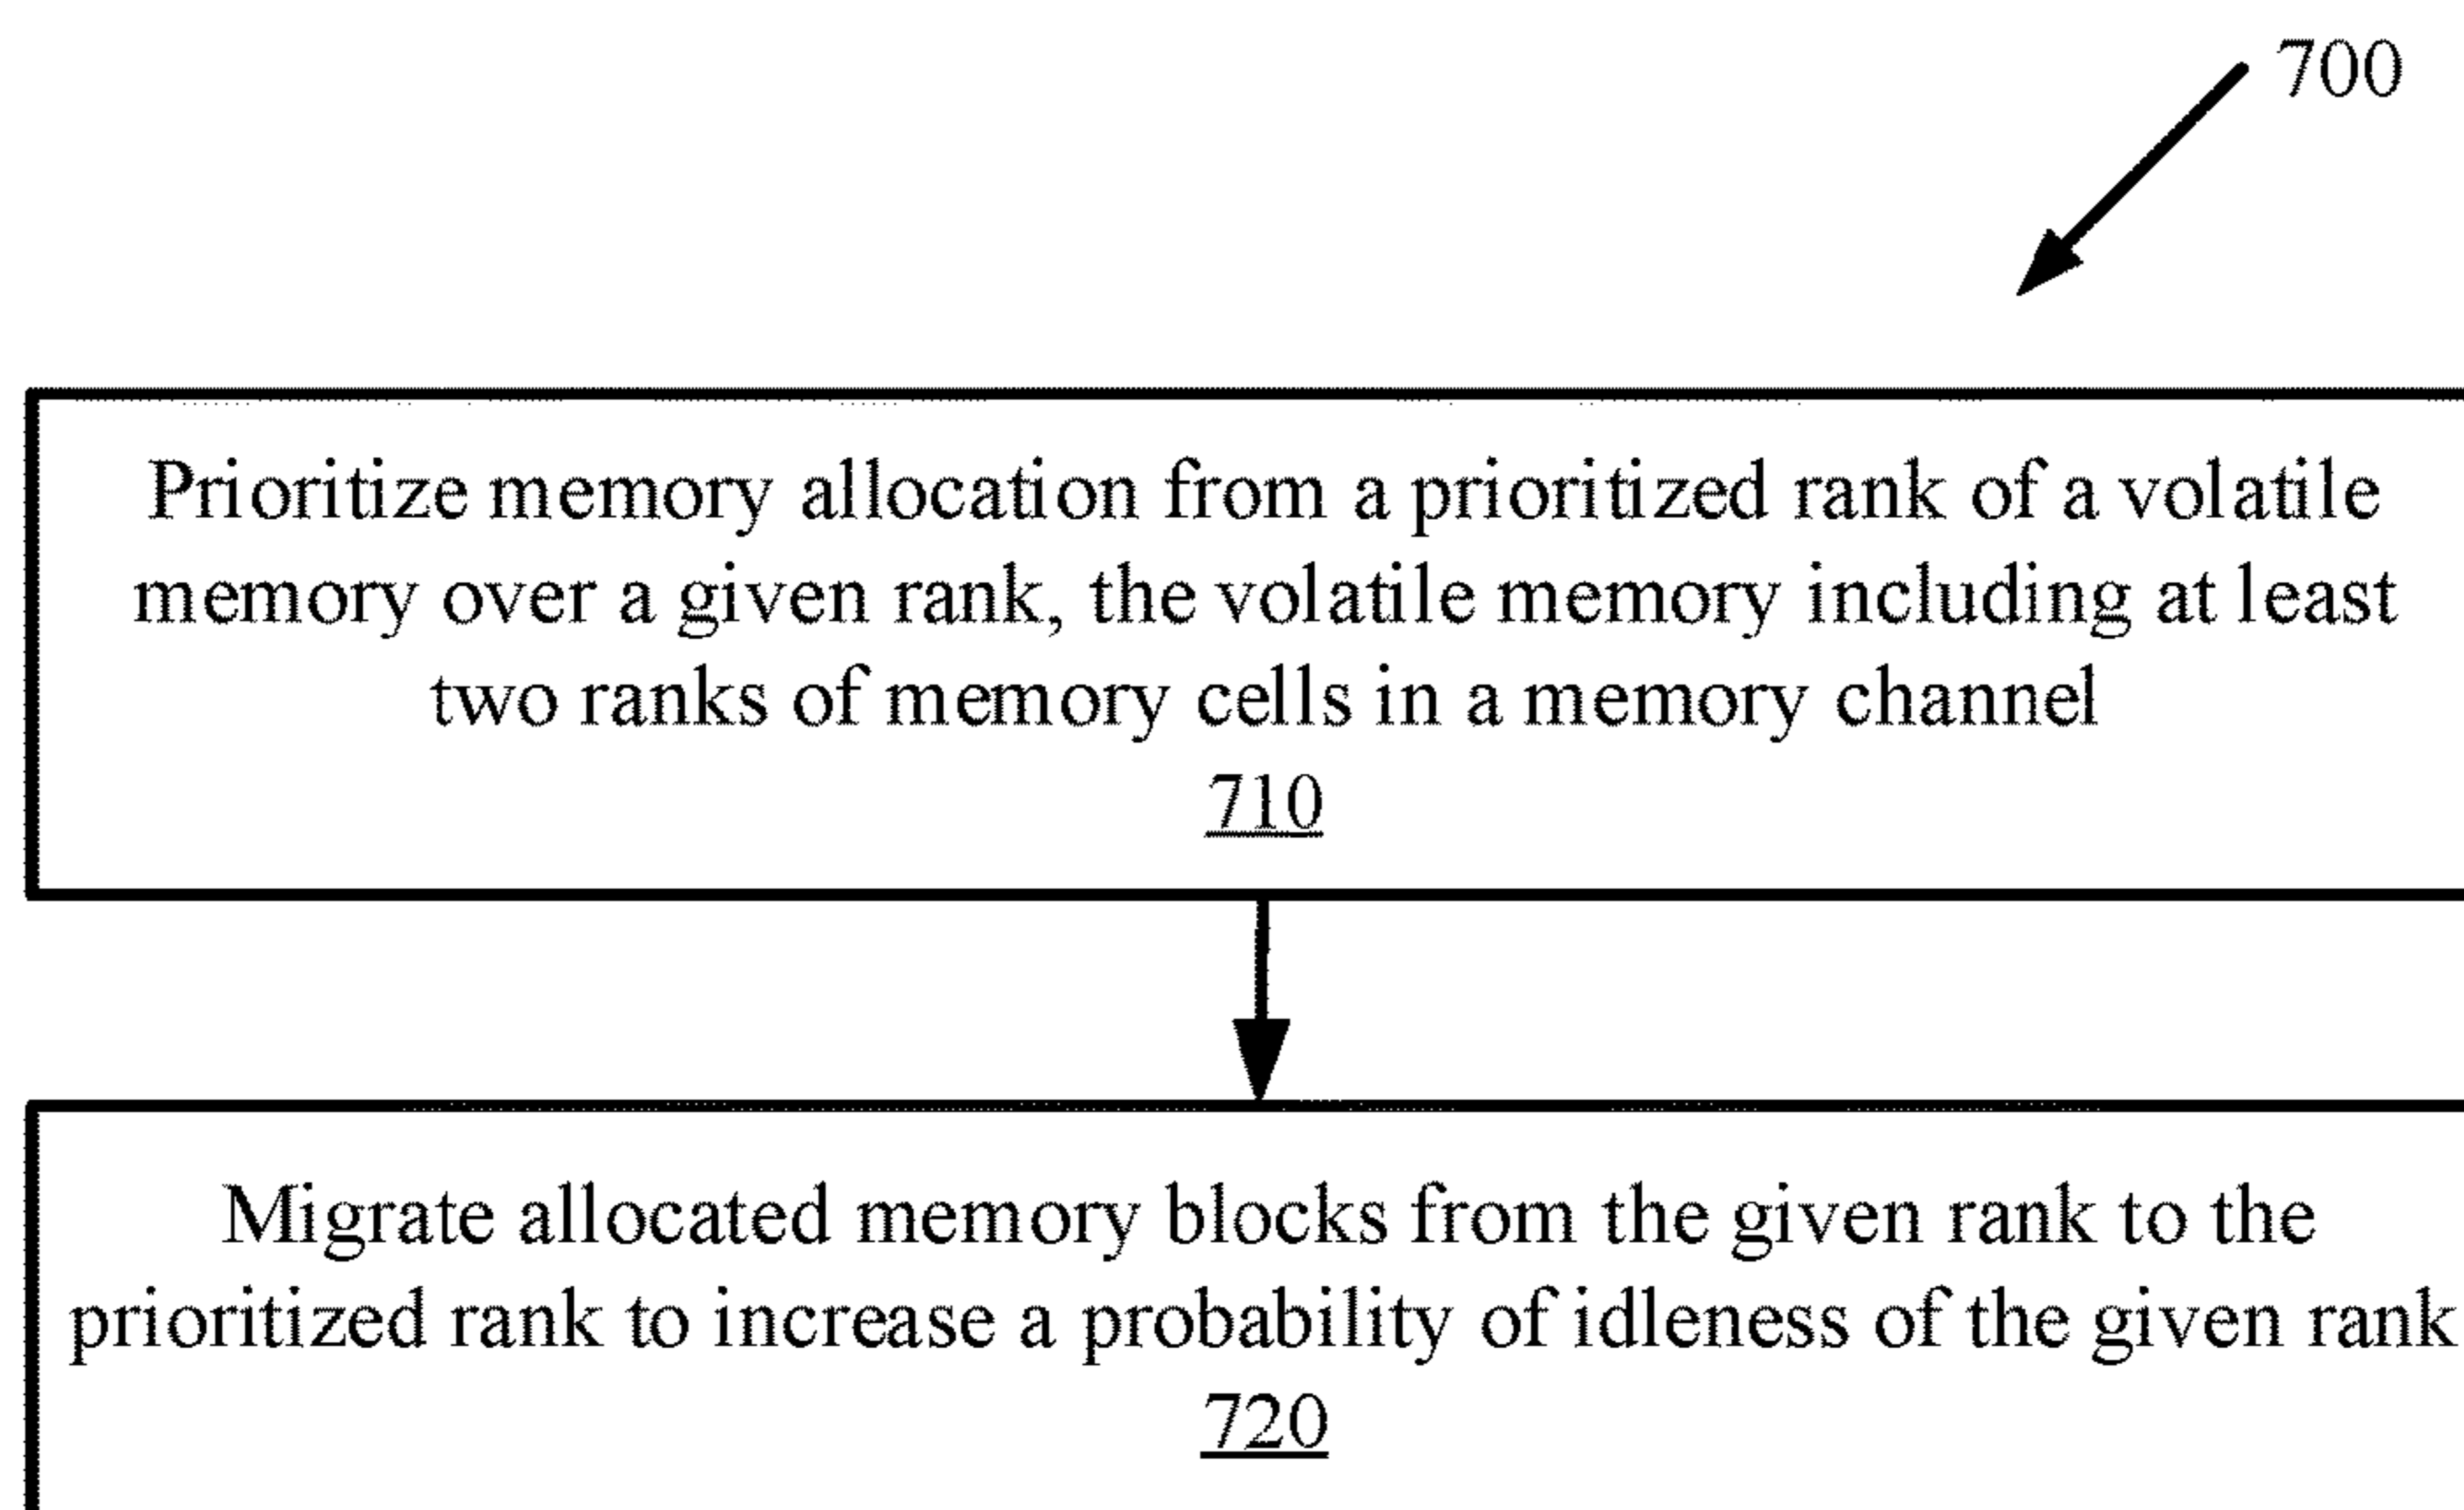 700
Prioritize memory allocation from a prioritized rank of a volatile
memory over a given rank, the volatile memory including at least
two ranks of memory cells in a memory channel
710
Migrate allocated memory blocks from the given rank to the
prioritized rank to increase a probability of idleness of the given rank
720